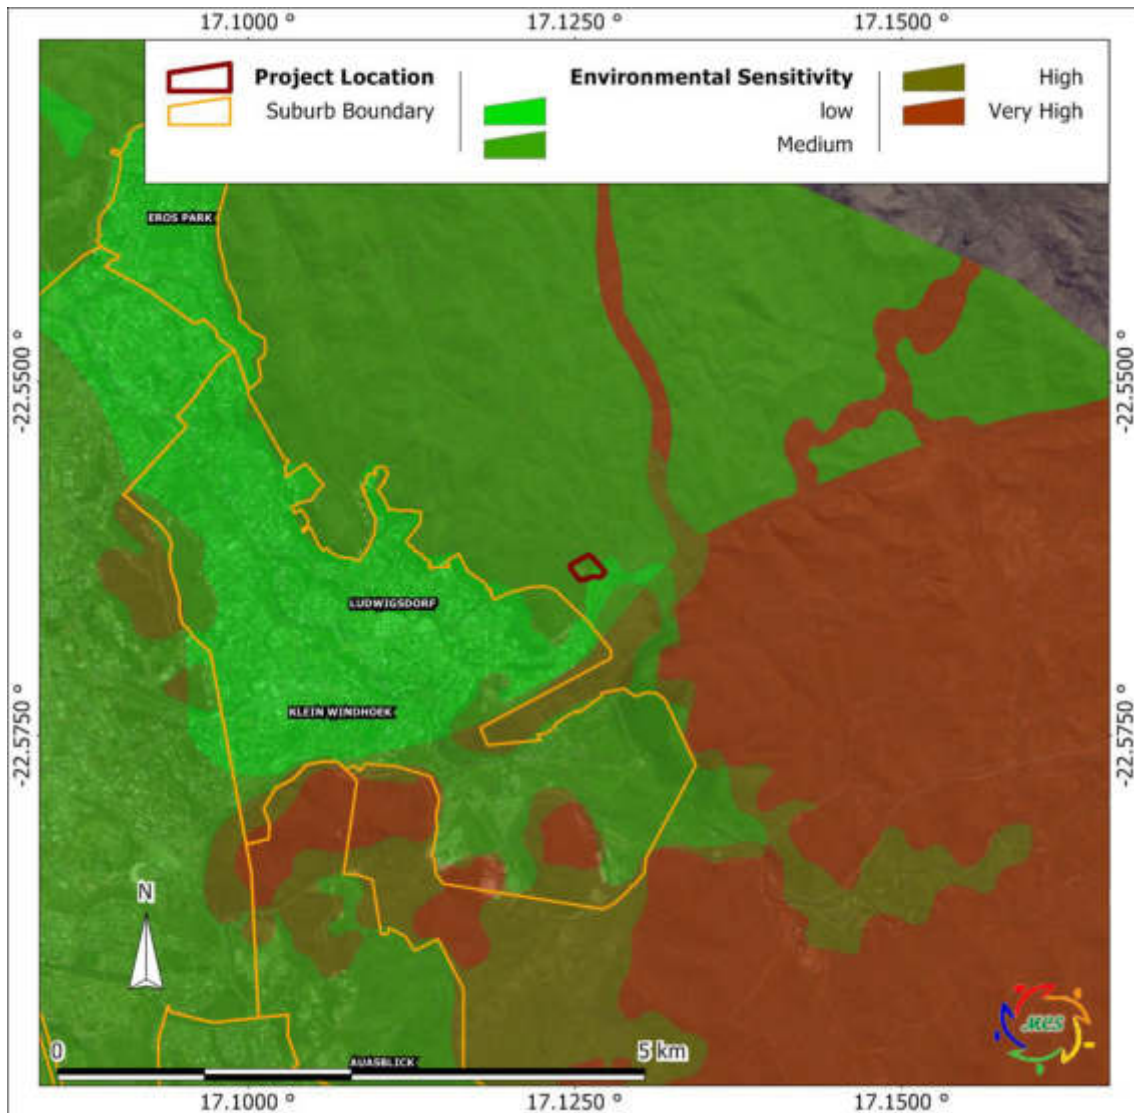 17.1000 ° 17.1250 ° 17.1500 °
Project Location
Suburb Boundary
Environmental Sensitivity
low
Medium
High
Very High
EROS PARK
-22.5500 ° -22.5500 °
LUDWIGSDORF
KLEIN WINDHOEK
-22.5750 ° -22.5750 °
N
0 5 km
AUASBLICK
17.1000 ° 17.1250 ° 17.1500 °